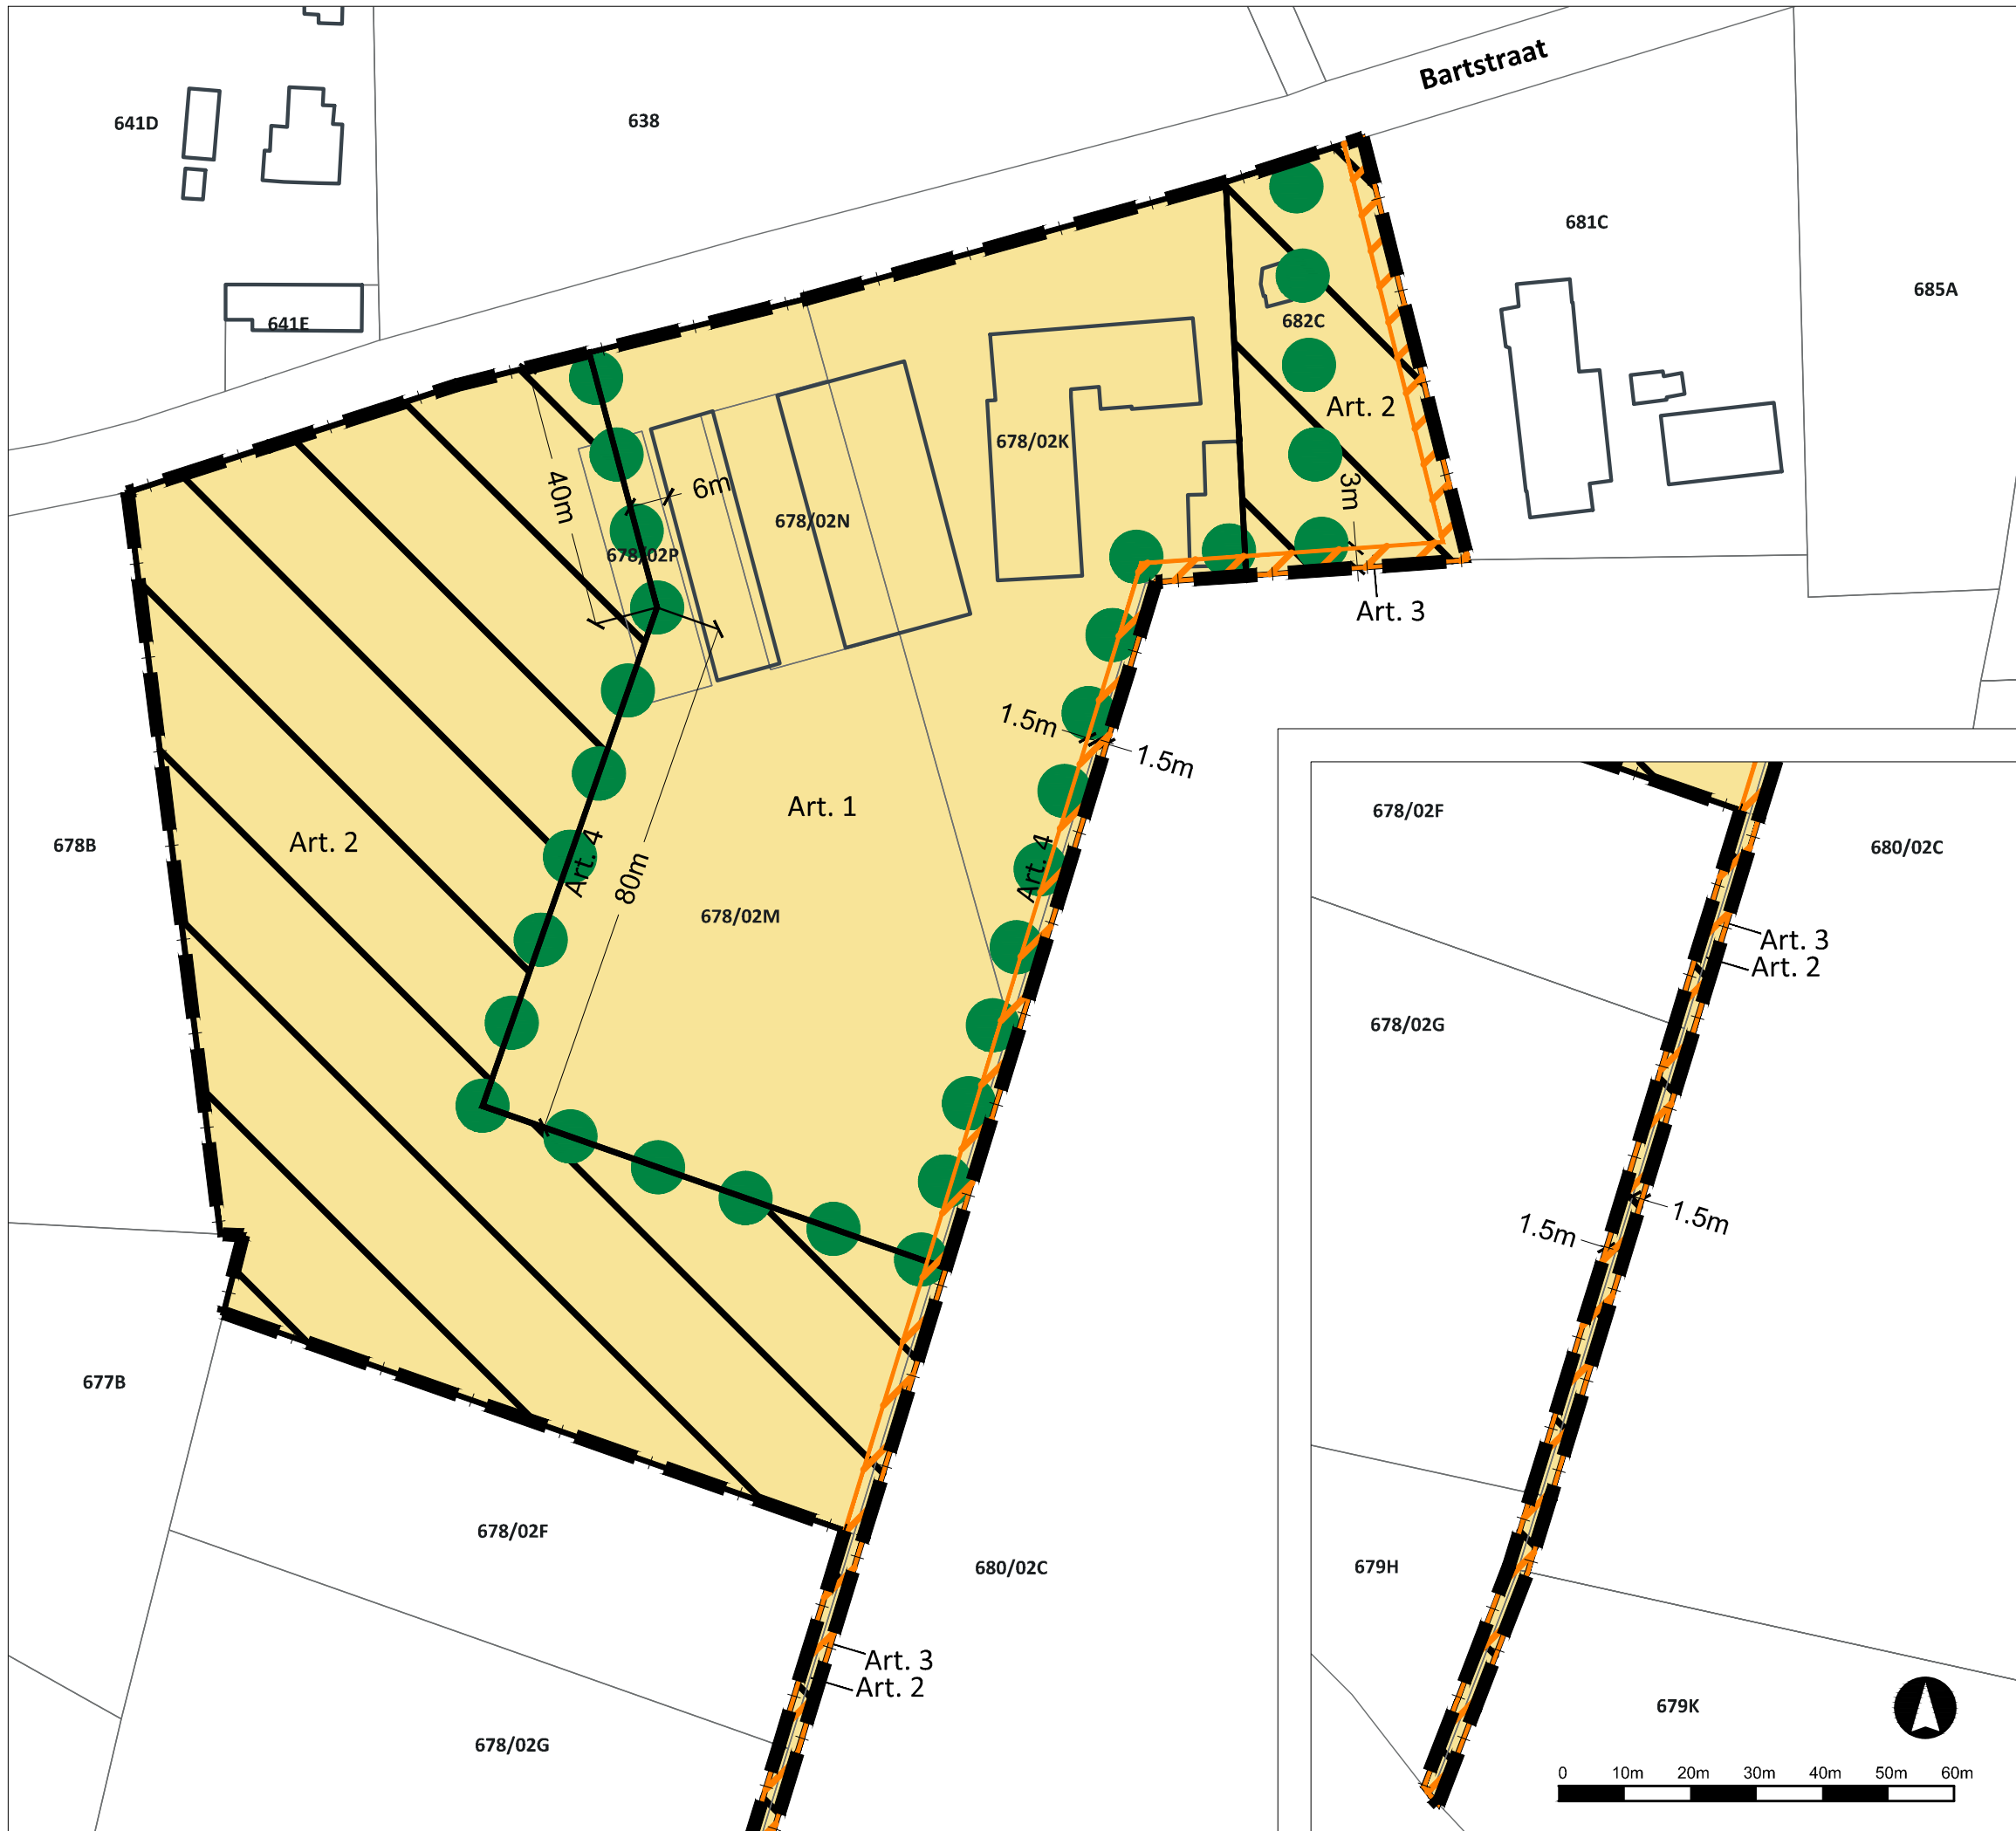 Bartstraat
641D
638
681C
685A
641E
682C
Art. 2
40m
6m
3m
678/02K
678/02N
678/02P
Art. 3
1.5m
1.5m
Art. 1
Art. 2
678B
Art. 4
80m
Art. 4
678/02M
677B
678/02F
680/02C
Art. 3
Art. 2
678/02G
678/02F
680/02C
Art. 3
Art. 2
678/02G
1.5m
1.5m
679H
679K
0 10m 20m 30m 40m 50m 60m